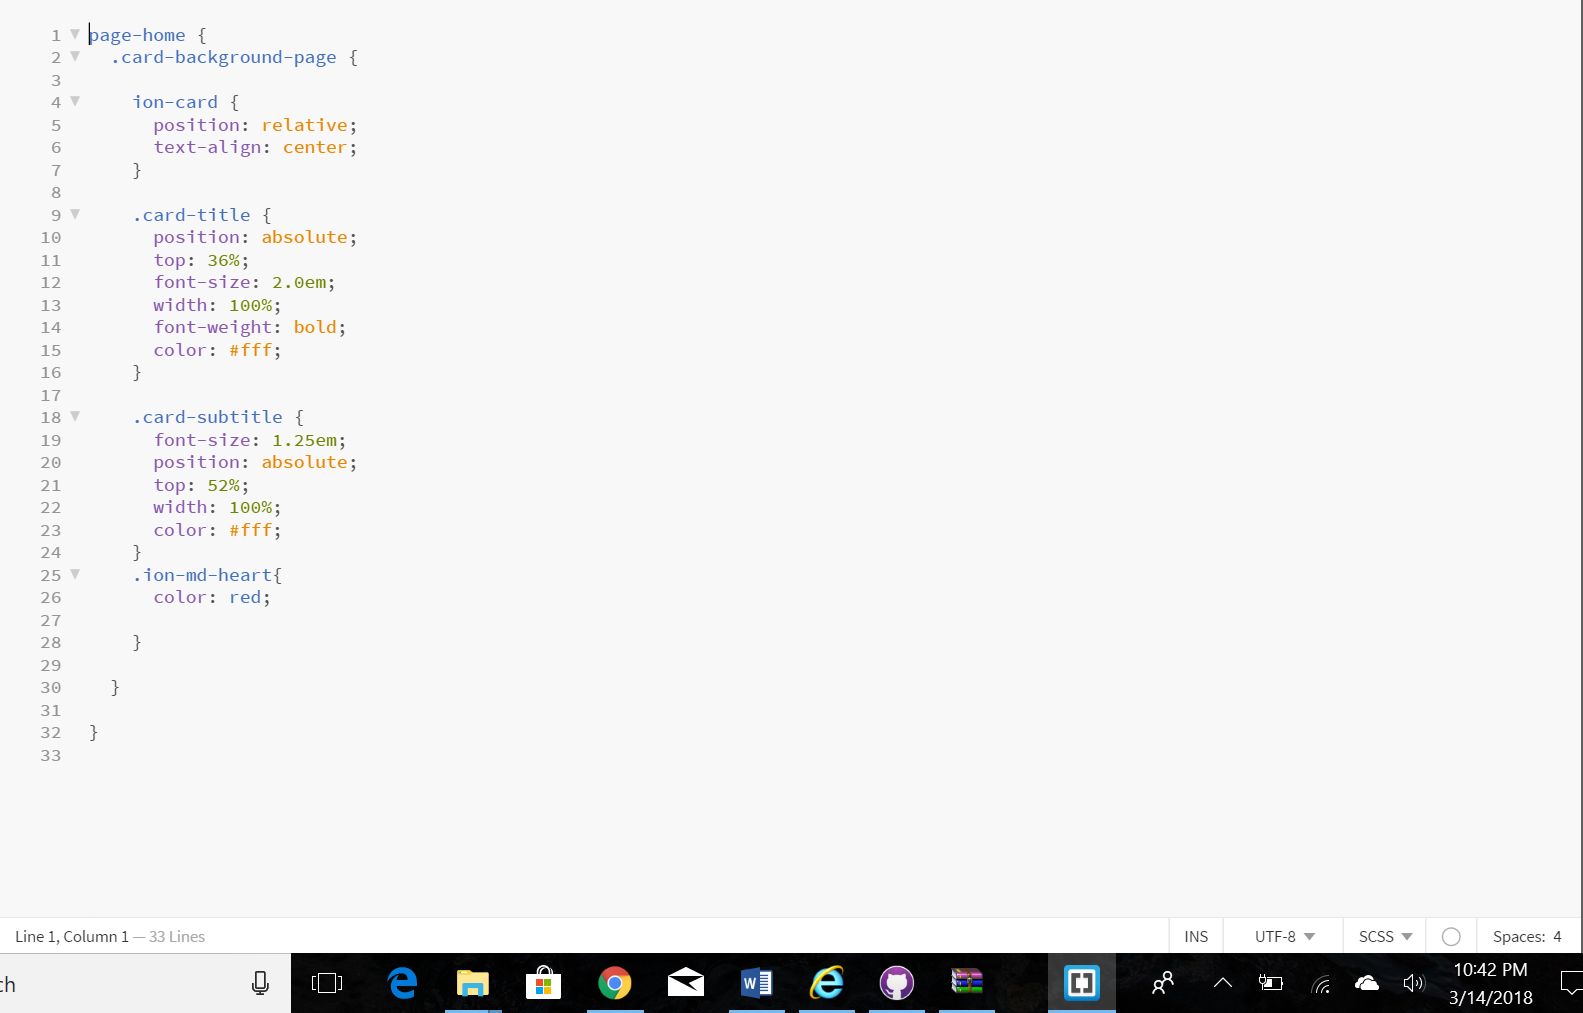 1 page-home {
2 .card-background-page {
3
4 ion-card {
5 position: relative;
6 text-align: center;
7 }
8
9 .card-title {
10 position: absolute;
11 top: 36%;
12 font-size: 2.0em;
13 width: 100%;
14 font-weight: bold;
15 color: #fff;
16 }
17
18 .card-subtitle {
19 font-size: 1.25em;
20 position: absolute;
21 top: 52%;
22 width: 100%;
23 color: #fff;
24 }
25 .ion-md-heart{
26 color: red;
27
28 }
29
30 }
31
32 }
33
Line 1, Column 1 — 33 Lines INS UTF-8 SCSS Spaces: 4
ch W 10:42 PM
3/14/2018